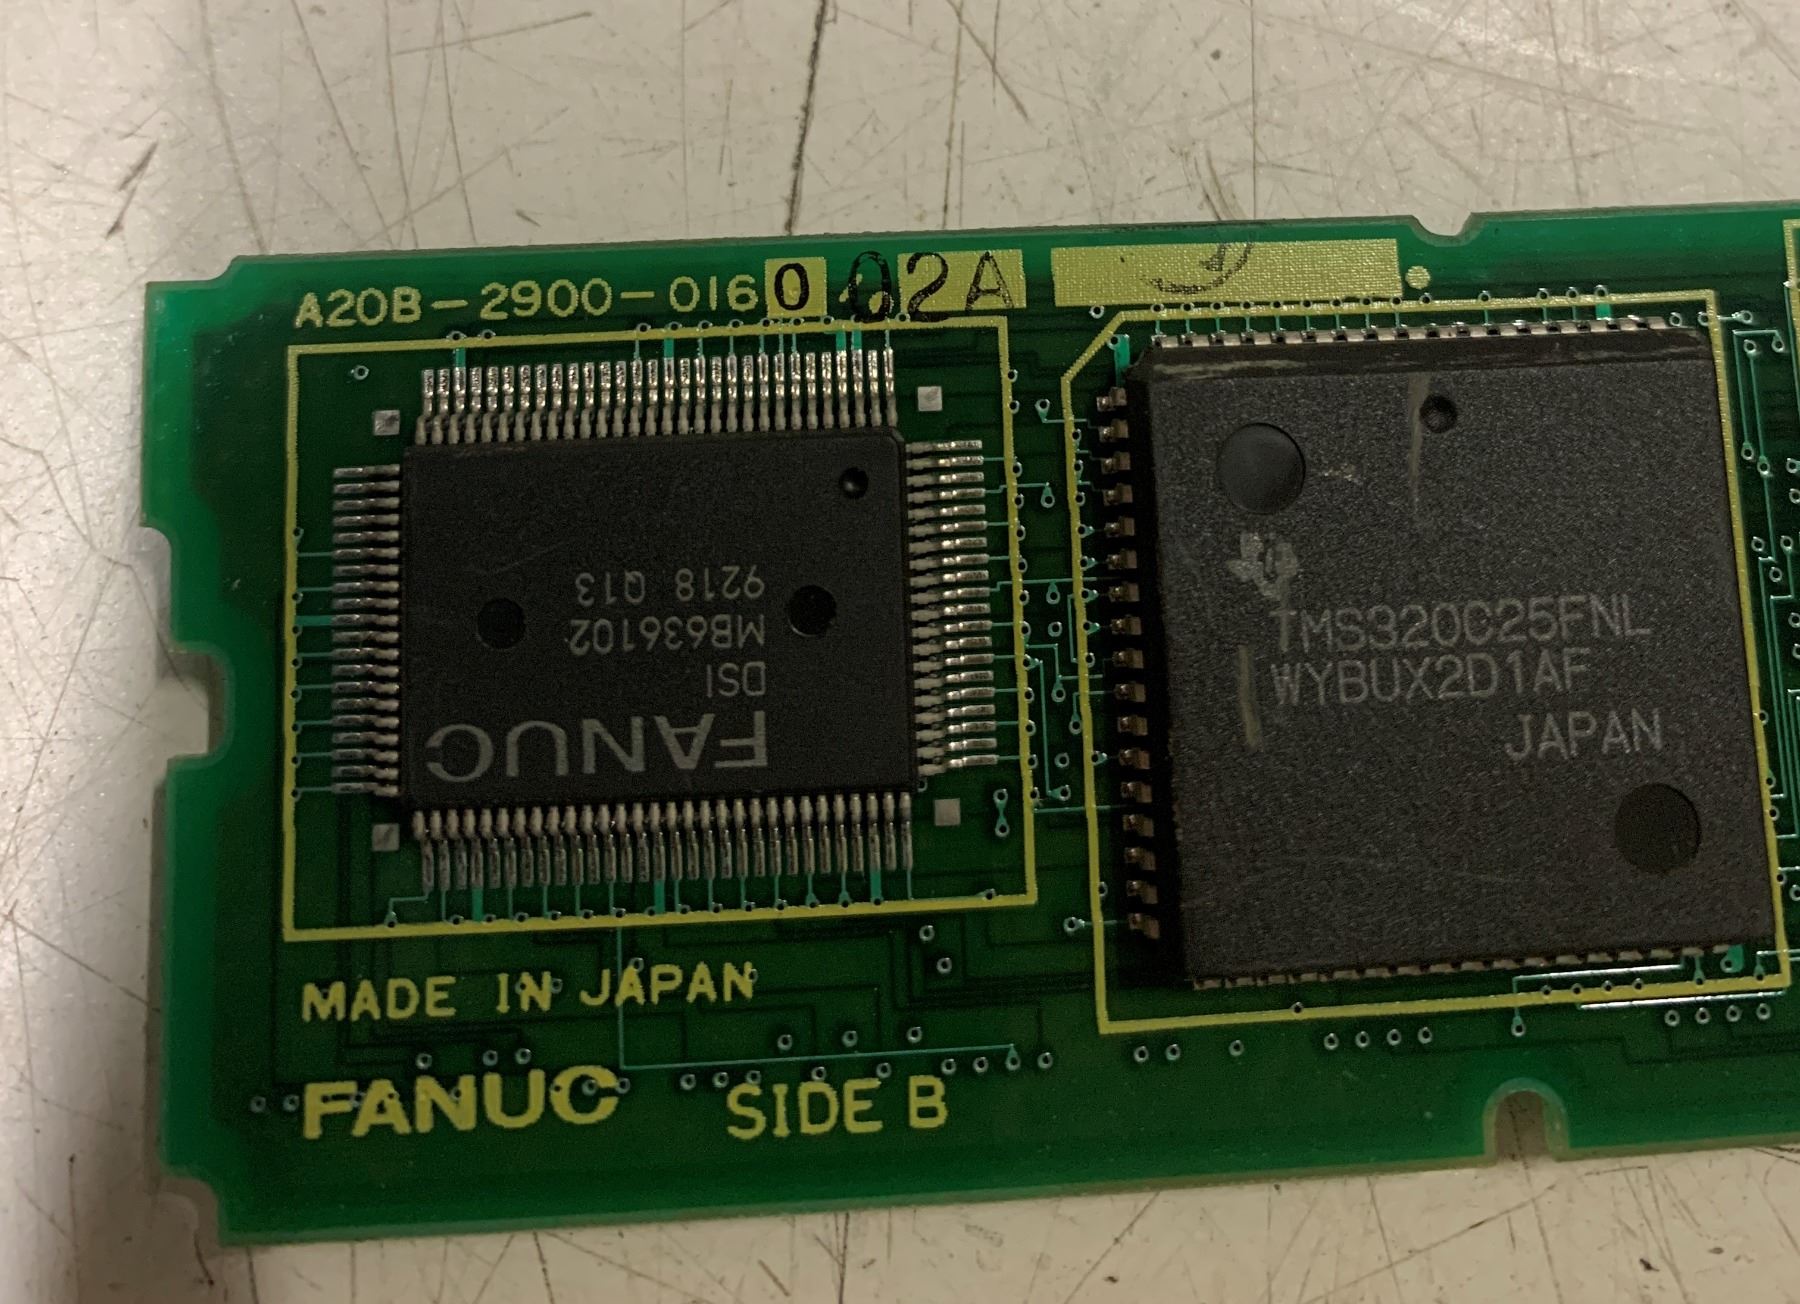 A20B-2900-0160 02A
9218 Q13
MB636102
DSI
FANUC
TMS320C25FNL
WYBUX2D1AF
JAPAN
MADE IN JAPAN
FANUC SIDE B